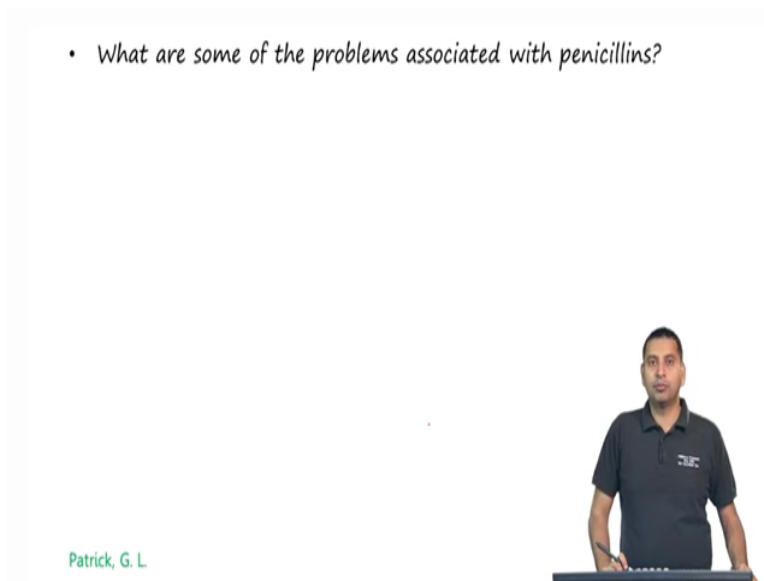 • What are some of the problems associated with penicillins?
Patrick, G. L.